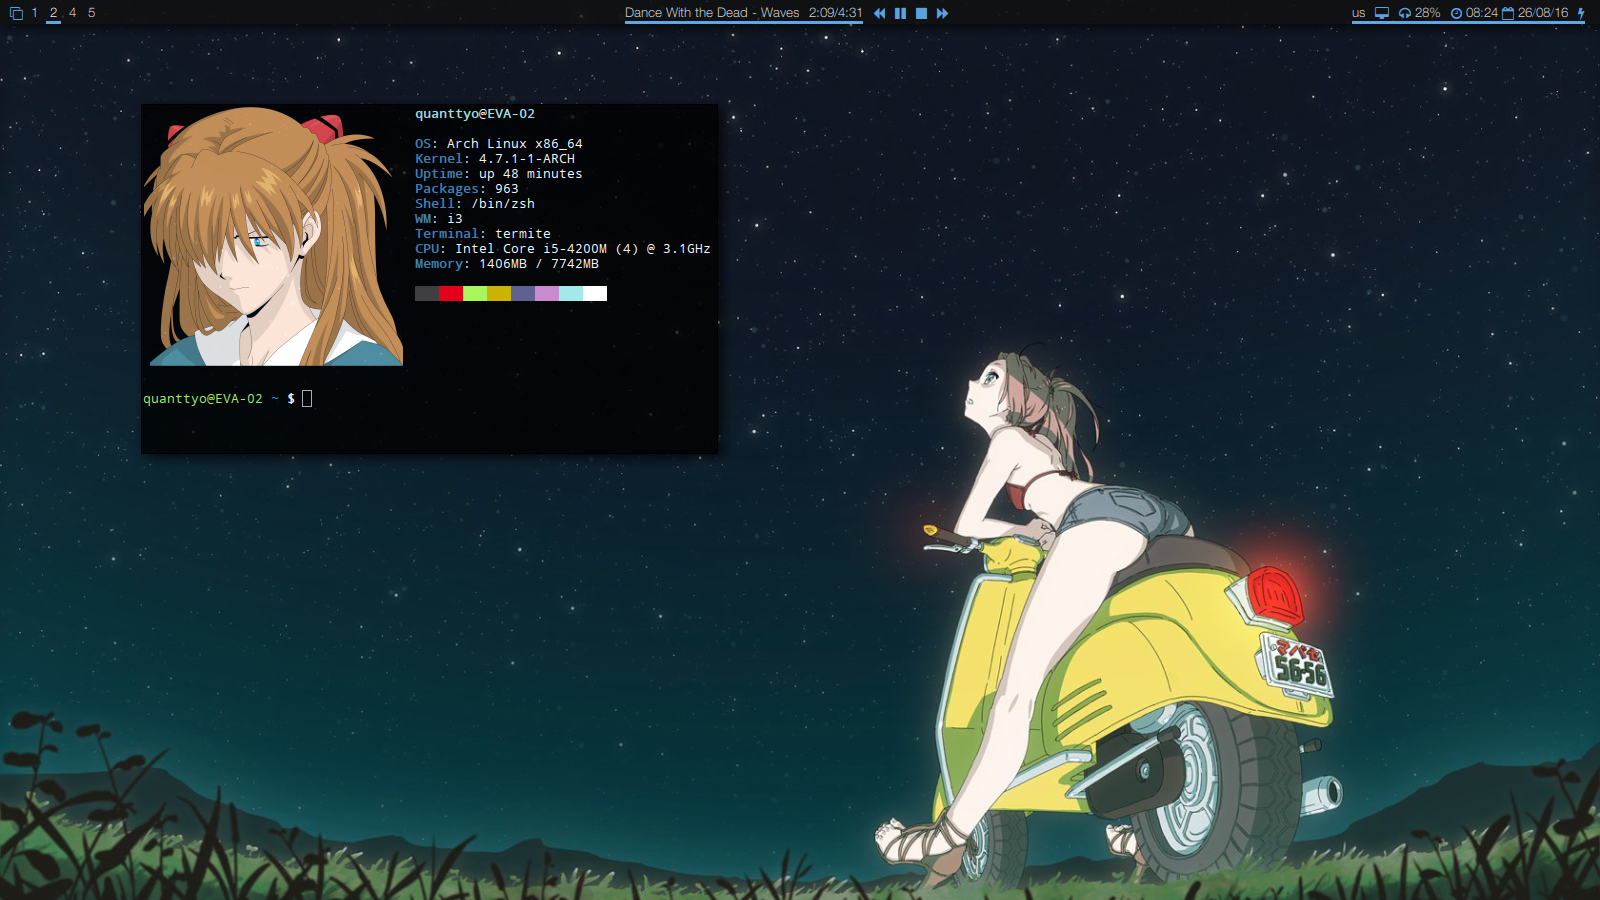 1 2 4 5
Dance With the Dead - Waves 2:09/4:31
us 28% 08:24 26/08/16
quanttyo@EVA-02
OS: Arch Linux x86_64
Kernel: 4.7.1-1-ARCH
Uptime: up 48 minutes
Packages: 963
Shell: /bin/zsh
WM: i3
Terminal: termite
CPU: Intel Core i5-4200M (4) @ 3.1GHz
Memory: 1406MB / 7742MB
quanttyo@EVA-02 ~ $
マバセ
56-56